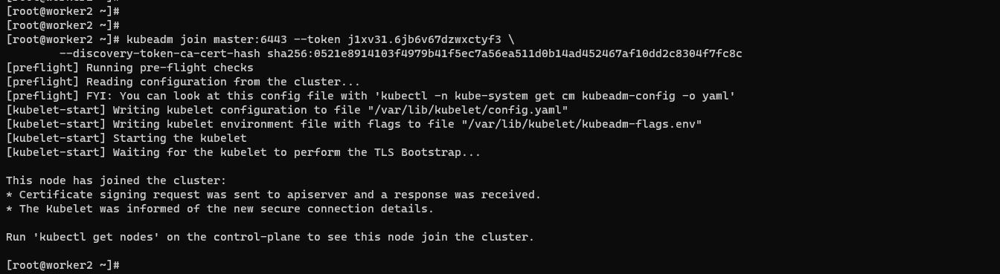 [root@worker2 ~]#
[root@worker2 ~]#
[root@worker2 ~]# kubeadm join master:6443 --token j1xv31.6jb6v67dzwxctyf3 \
        --discovery-token-ca-cert-hash sha256:0521e8914103f4979b41f5ec7a56ea511d0b14ad452467af10dd2c8304f7fc8c
[preflight] Running pre-flight checks
[preflight] Reading configuration from the cluster...
[preflight] FYI: You can look at this config file with 'kubectl -n kube-system get cm kubeadm-config -o yaml'
[kubelet-start] Writing kubelet configuration to file "/var/lib/kubelet/config.yaml"
[kubelet-start] Writing kubelet environment file with flags to file "/var/lib/kubelet/kubeadm-flags.env"
[kubelet-start] Starting the kubelet
[kubelet-start] Waiting for the kubelet to perform the TLS Bootstrap...
This node has joined the cluster:
* Certificate signing request was sent to apiserver and a response was received.
* The Kubelet was informed of the new secure connection details.
Run 'kubectl get nodes' on the control-plane to see this node join the cluster.
[root@worker2 ~]#